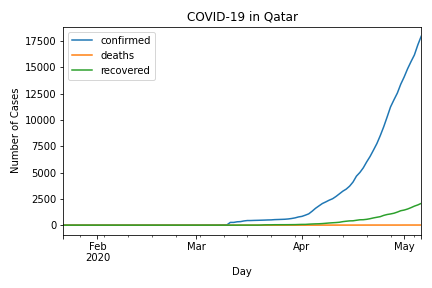 COVID-19 in Qatar
confirmed
deaths
recovered
Number of Cases
17500
15000
12500
10000
7500
5000
2500
0
Feb
2020
Mar
Apr
May
Day